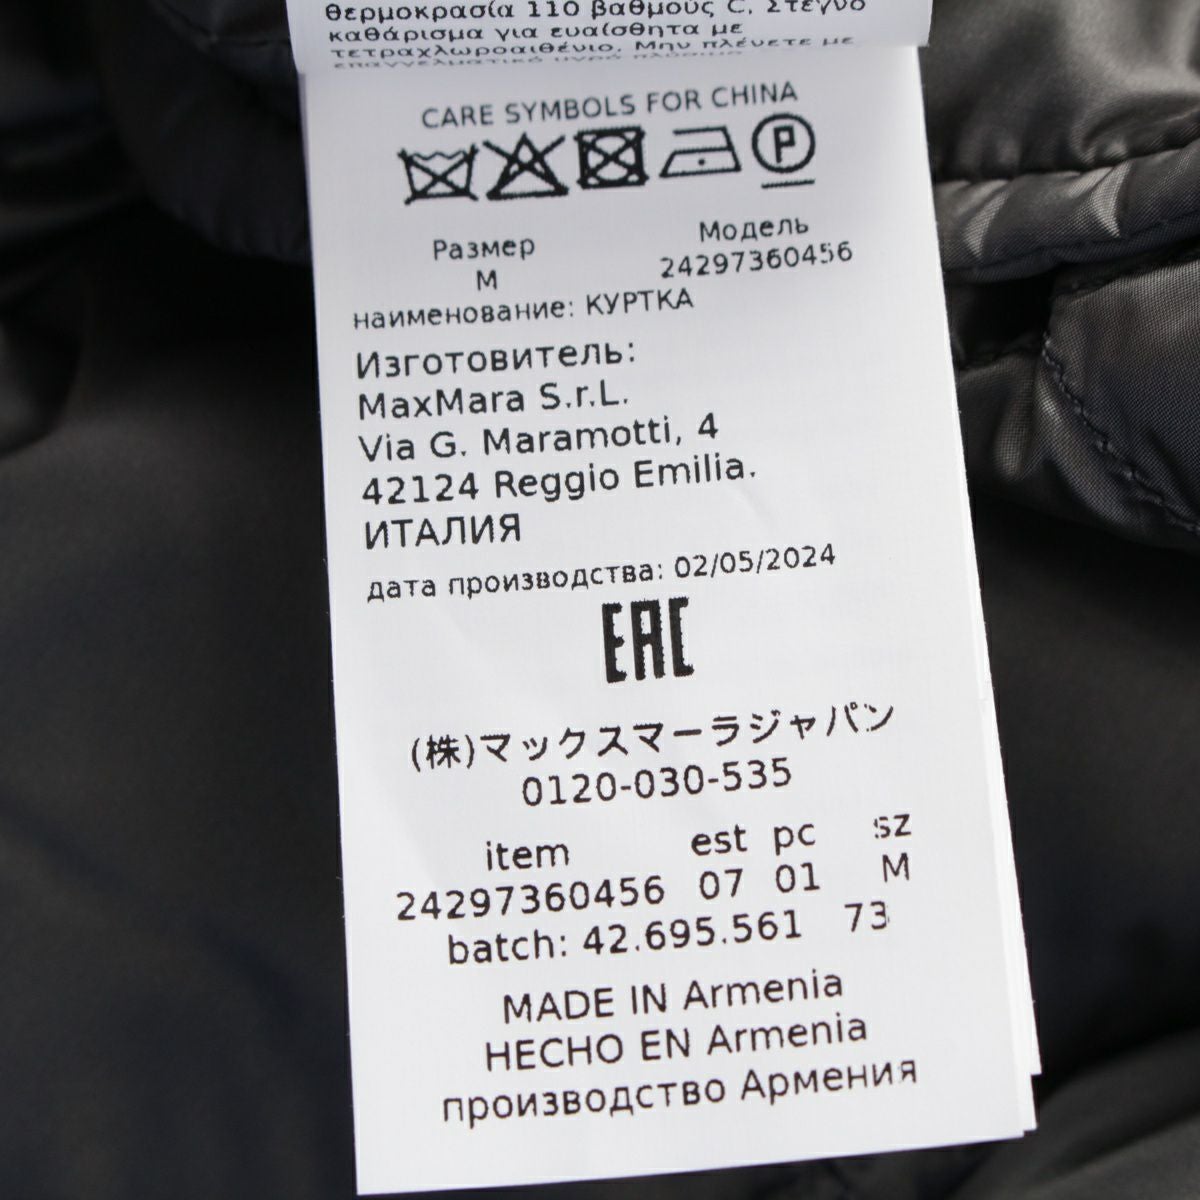 θερμοκρασία 110 βαθμούς C. Στεγνό
καθάρισμα για ευαίσθητα με
τετραχλωροαιθένιο. Μην πλένετε με
επαγγελματικό υγρό πλύσιμο
CARE SYMBOLS FOR CHINA
P
Размер Модель
M 24297360456
наименование: КУРТКА
Изготовитель:
MaxMara S.r.L.
Via G. Maramotti, 4
42124 Reggio Emilia.
ИТАЛИЯ
дата производства: 02/05/2024
EAC
(株)マックスマーラジャパン
0120-030-535
item est pc sz
24297360456 07 01 M
batch: 42.695.561 73
MADE IN Armenia
HECHO EN Armenia
производство Армения